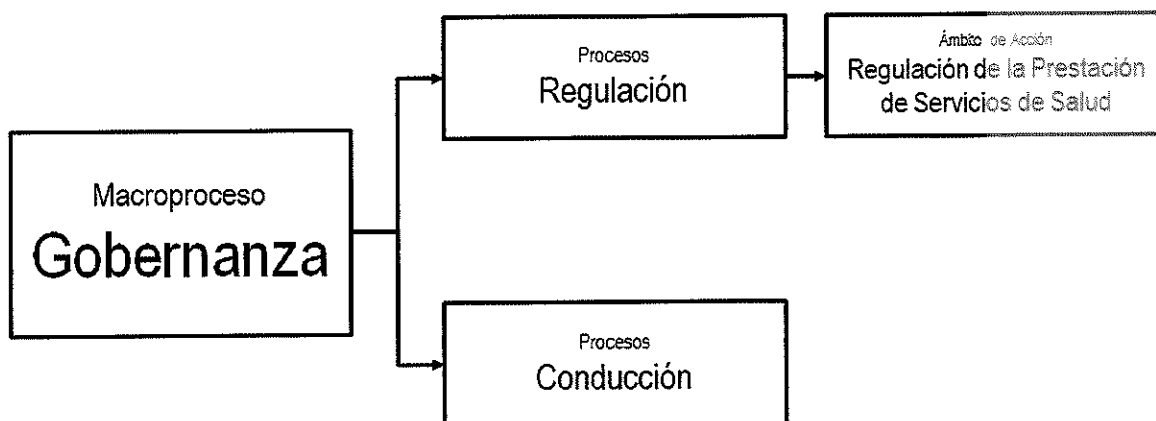 Procesos
Regulación
Ámbito de Acción
Regulación de la Prestación
de Servicios de Salud
Macroproceso
Gobernanza
Procesos
Conducción